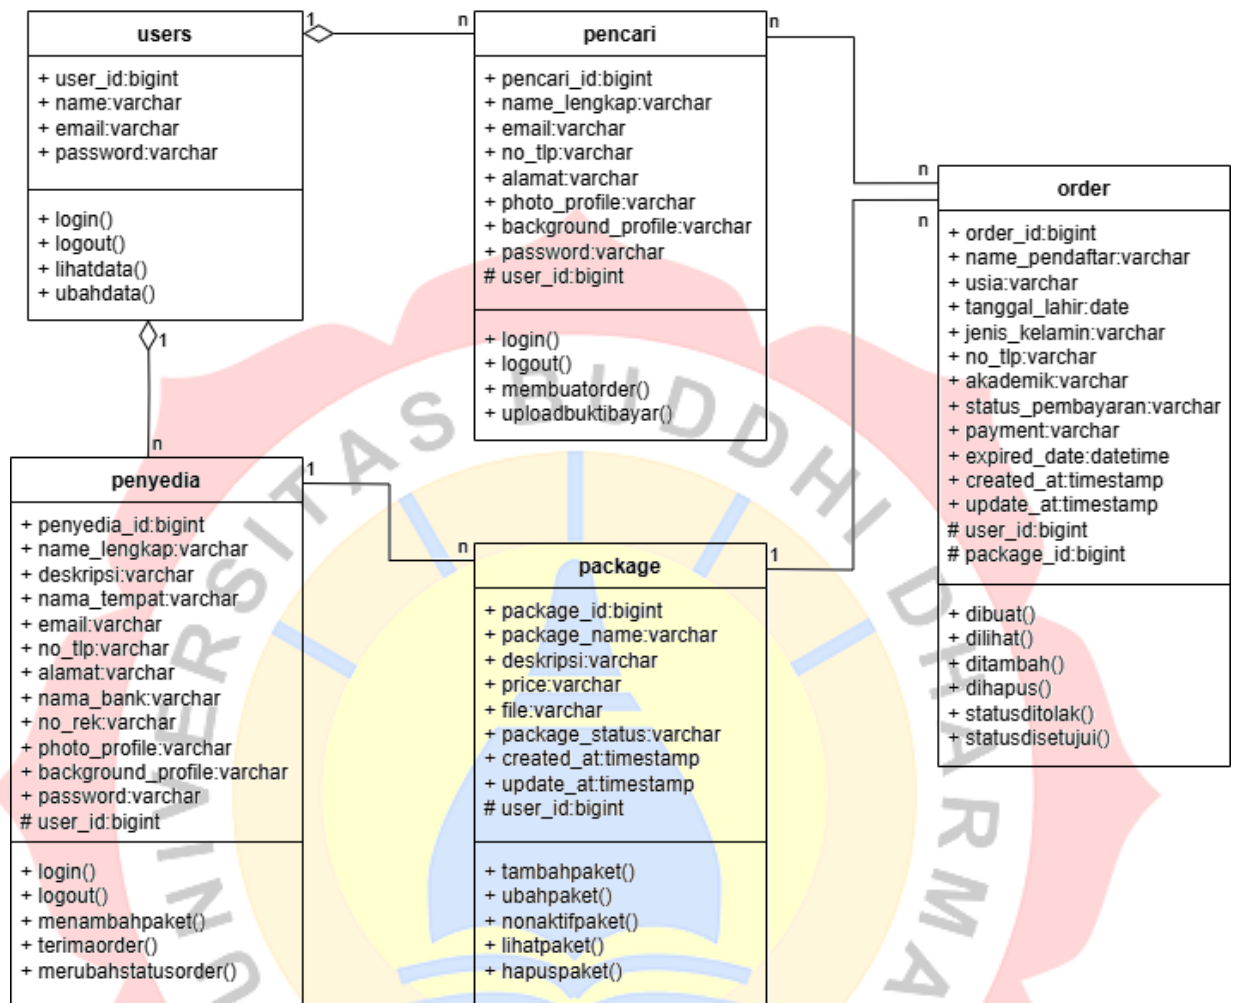 users
+ user_id:bigint
+ name:varchar
+ email:varchar
+ password:varchar
+ login()
+ logout()
+ lihatdata()
+ ubahdata()
1
n
1
n
pencari
+ pencari_id:bigint
+ name_lengkap:varchar
+ email:varchar
+ no_tlp:varchar
+ alamat:varchar
+ photo_profile:varchar
+ background_profile:varchar
+ password:varchar
# user_id:bigint
+ login()
+ logout()
+ membuatorder()
+ uploadbuktibayar()
n
n
n
order
+ order_id:bigint
+ name_pendaftar:varchar
+ usia:varchar
+ tanggal_lahir:date
+ jenis_kelamin:varchar
+ no_tlp:varchar
+ akademik:varchar
+ status_pembayaran:varchar
+ payment:varchar
+ expired_date:datetime
+ created_at:timestamp
+ update_at:timestamp
# user_id:bigint
# package_id:bigint
+ dibuat()
+ dilihat()
+ ditambah()
+ dihapus()
+ statusditolak()
+ statusdisetujui()
penyedia
+ penyedia_id:bigint
+ name_lengkap:varchar
+ deskripsi:varchar
+ nama_tempat:varchar
+ email:varchar
+ no_tlp:varchar
+ alamat:varchar
+ nama_bank:varchar
+ no_rek:varchar
+ photo_profile:varchar
+ background_profile:varchar
+ password:varchar
# user_id:bigint
+ login()
+ logout()
+ menambahpaket()
+ terimaorder()
+ merubahstatusorder()
1
n
1
package
+ package_id:bigint
+ package_name:varchar
+ deskripsi:varchar
+ price:varchar
+ file:varchar
+ package_status:varchar
+ created_at:timestamp
+ update_at:timestamp
# user_id:bigint
+ tambahpaket()
+ ubahpaket()
+ nonaktifpaket()
+ lihatpaket()
+ hapuspaket()
UNIVERSITAS BUDDHI DHARMA